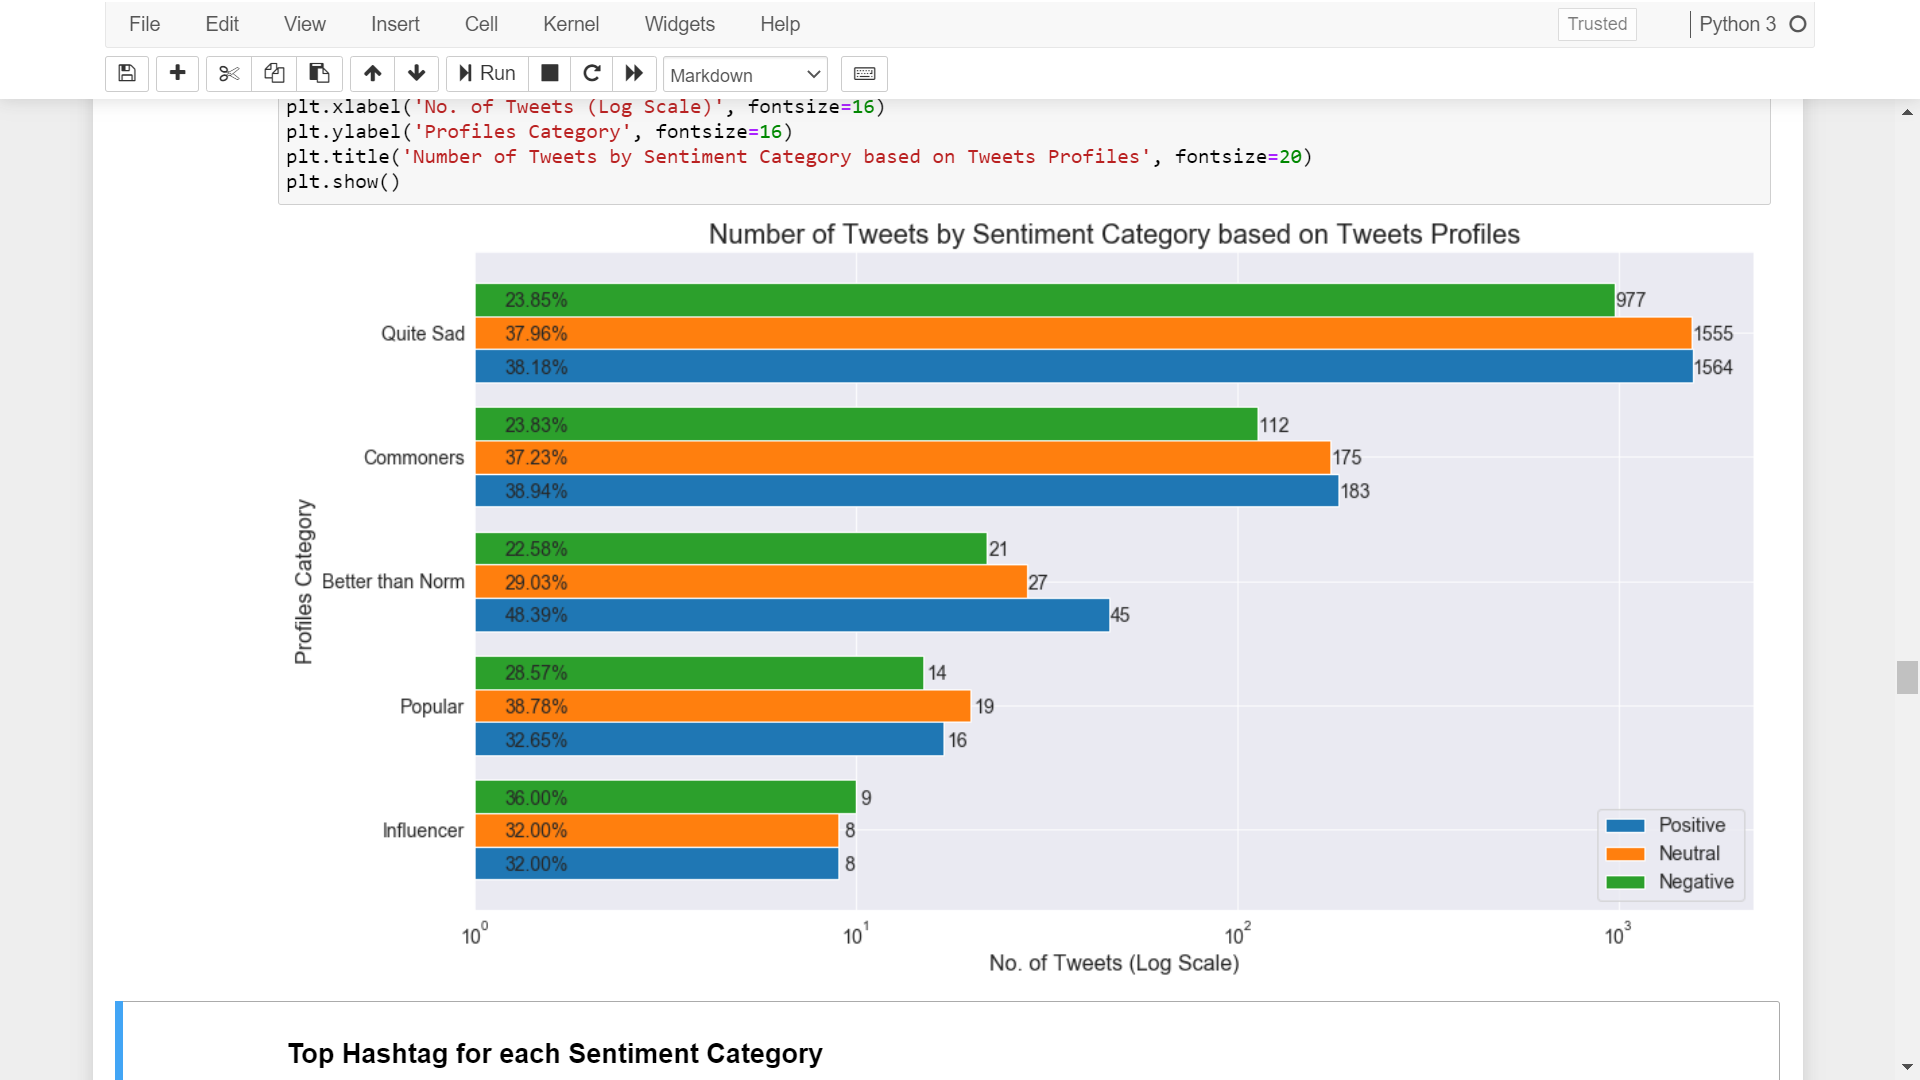 File Edit View Insert Cell Kernel Widgets Help Trusted Python 3
Run Markdown
plt.xlabel('No. of Tweets (Log Scale)', fontsize=16)
plt.ylabel('Profiles Category', fontsize=16)
plt.title('Number of Tweets by Sentiment Category based on Tweets Profiles', fontsize=20)
plt.show()
Number of Tweets by Sentiment Category based on Tweets Profiles
Profiles Category
Quite Sad
23.85% 977
37.96% 1555
38.18% 1564
Commoners
23.83% 112
37.23% 175
38.94% 183
Better than Norm
22.58% 21
29.03% 27
48.39% 45
Popular
28.57% 14
38.78% 19
32.65% 16
Influencer
36.00% 9
32.00% 8
32.00% 8
Positive
Neutral
Negative
10^0 10^1 10^2 10^3
No. of Tweets (Log Scale)
Top Hashtag for each Sentiment Category